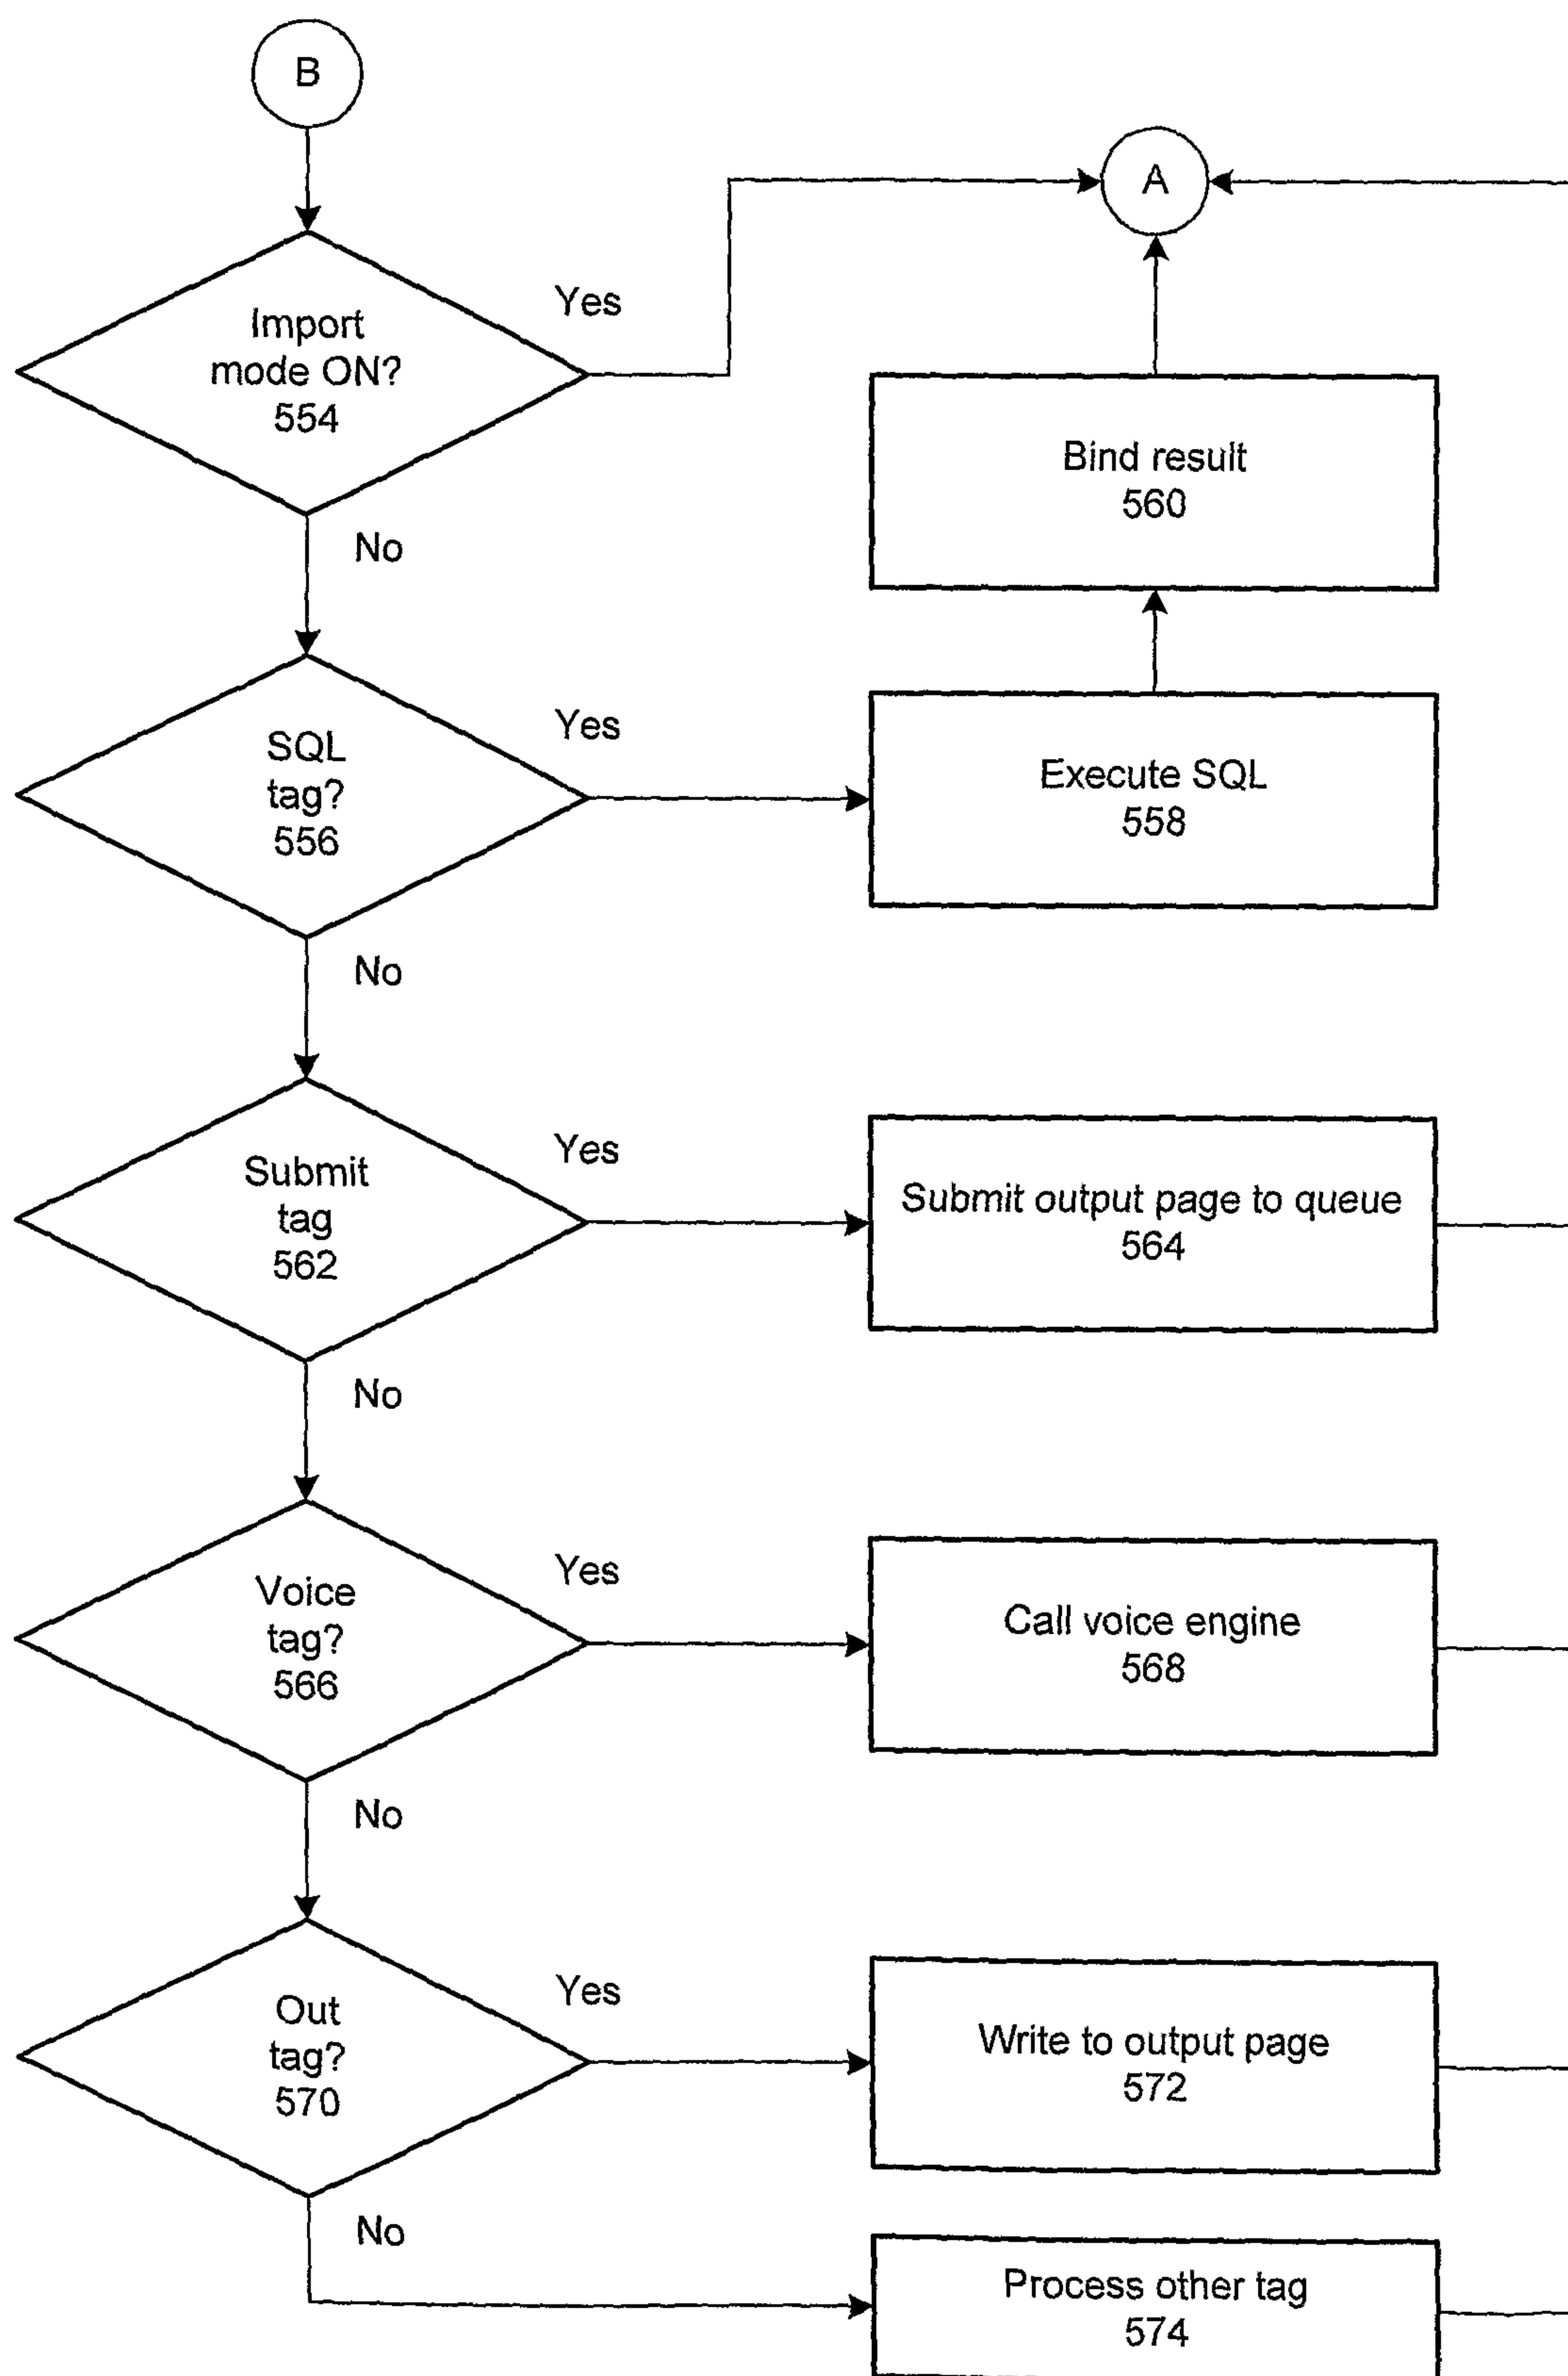 B
A
Import
mode ON?
554
Yes
No
Bind result
560
SQL
tag?
556
Yes
No
Execute SQL
558
Submit
tag
562
Yes
No
Submit output page to queue
564
Voice
tag?
566
Yes
No
Call voice engine
568
Out
tag?
570
Yes
No
Write to output page
572
Process other tag
574